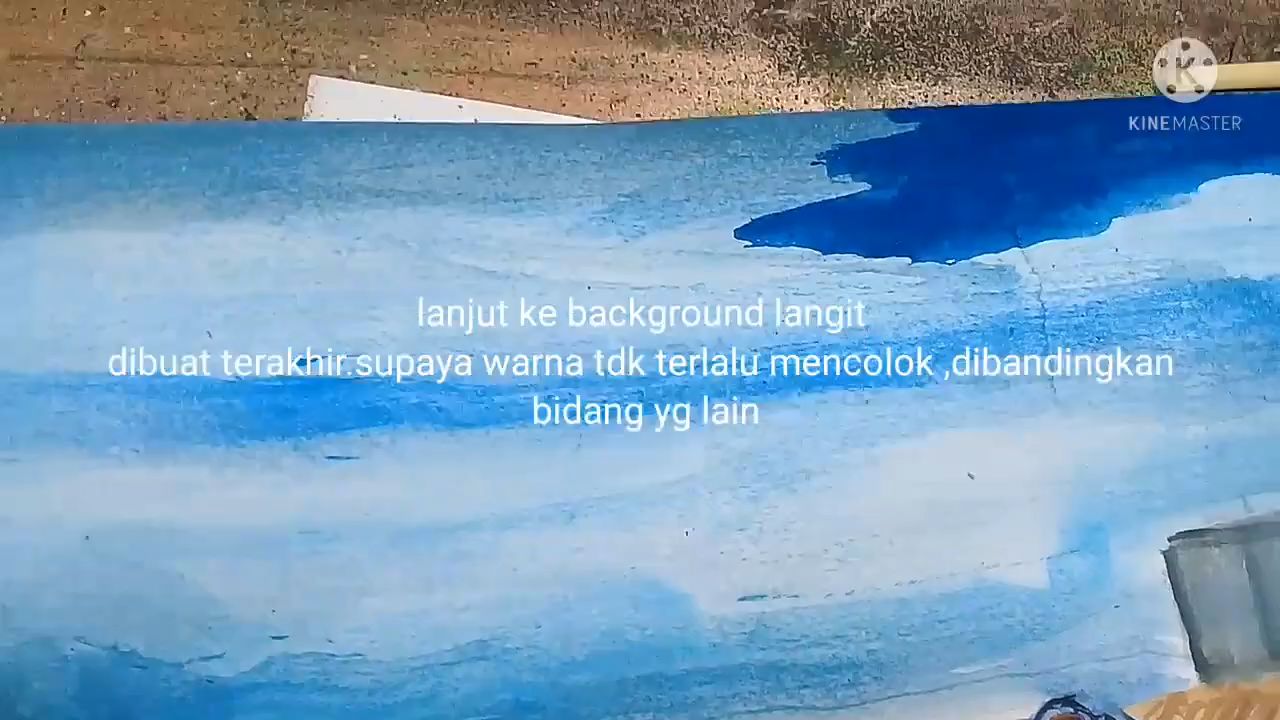 KINEMASTER
lanjut ke background langit
dibuat terakhir.supaya warna tdk terlalu mencolok ,dibandingkan
bidang yg lain